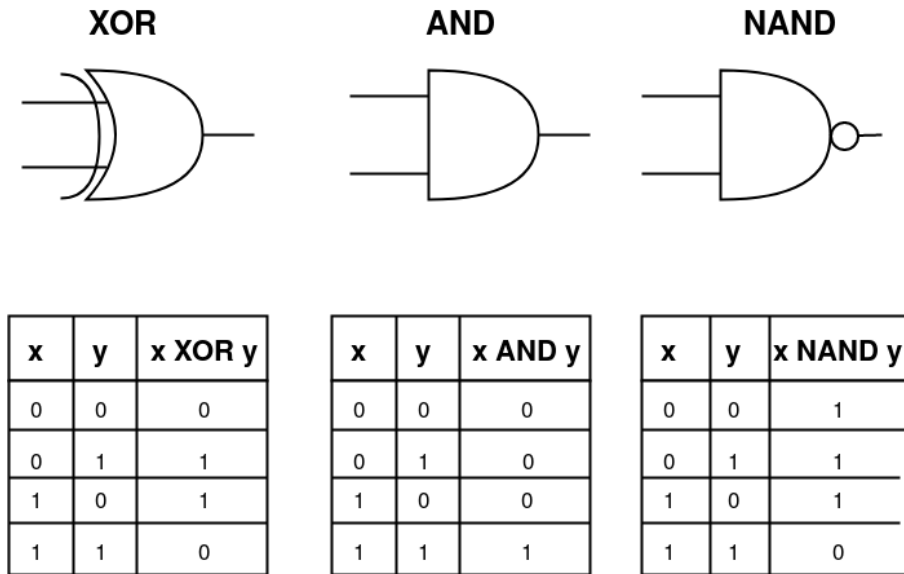 XOR AND NAND
x y x XOR y x y x AND y x y x NAND y
0 0 0 0 0 0 0 0 1
0 1 1 0 1 0 0 1 1
1 0 1 1 0 0 1 0 1
1 1 0 1 1 1 1 1 0